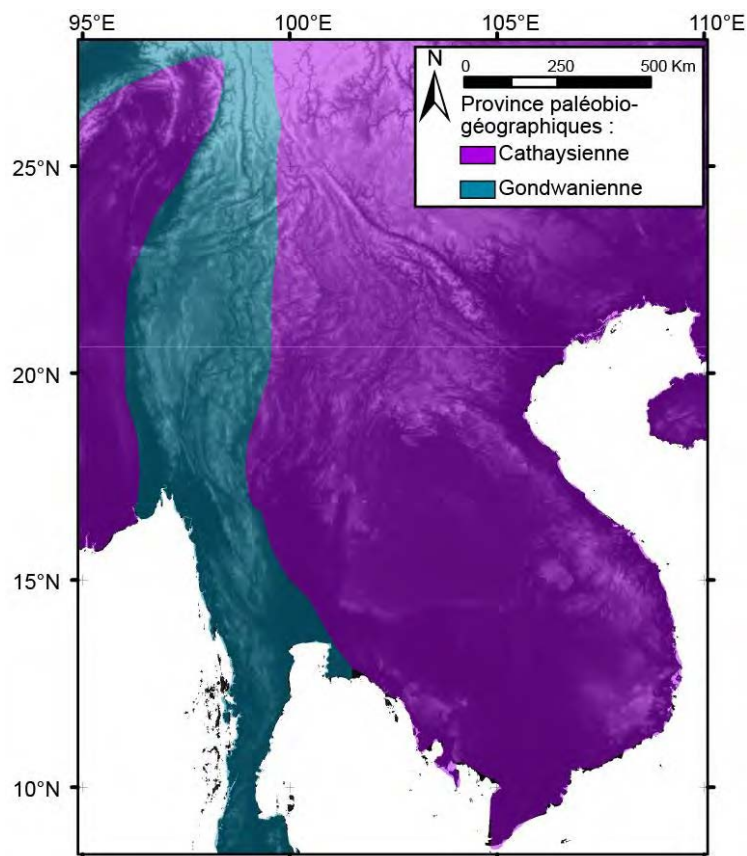 95°E 100°E 105°E 110°E
N 0 250 500 Km
Province paléobio-
géographiques :
Cathaysienne
Gondwanienne
25°N
20°N
15°N
10°N